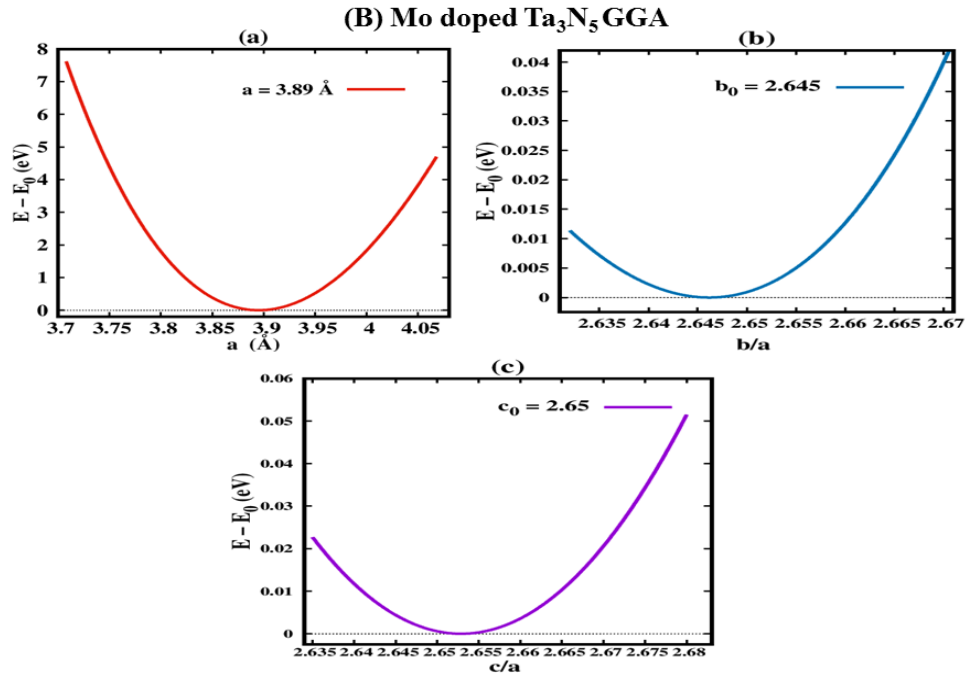 (B) Mo doped Ta₃N₅ GGA
(a)
8
7
6
5
4
3
2
1
0
E – E₀ (eV)
a = 3.89 Å
3.7 3.75 3.8 3.85 3.9 3.95 4 4.05
a (Å)
(b)
0.04
0.035
0.03
0.025
0.02
0.015
0.01
0.005
0
E – E₀ (eV)
b₀ = 2.645
2.635 2.64 2.645 2.65 2.655 2.66 2.665 2.67
b/a
(c)
0.06
0.05
0.04
0.03
0.02
0.01
0
E – E₀ (eV)
c₀ = 2.65
2.635 2.64 2.645 2.65 2.655 2.66 2.665 2.67 2.675 2.68
c/a